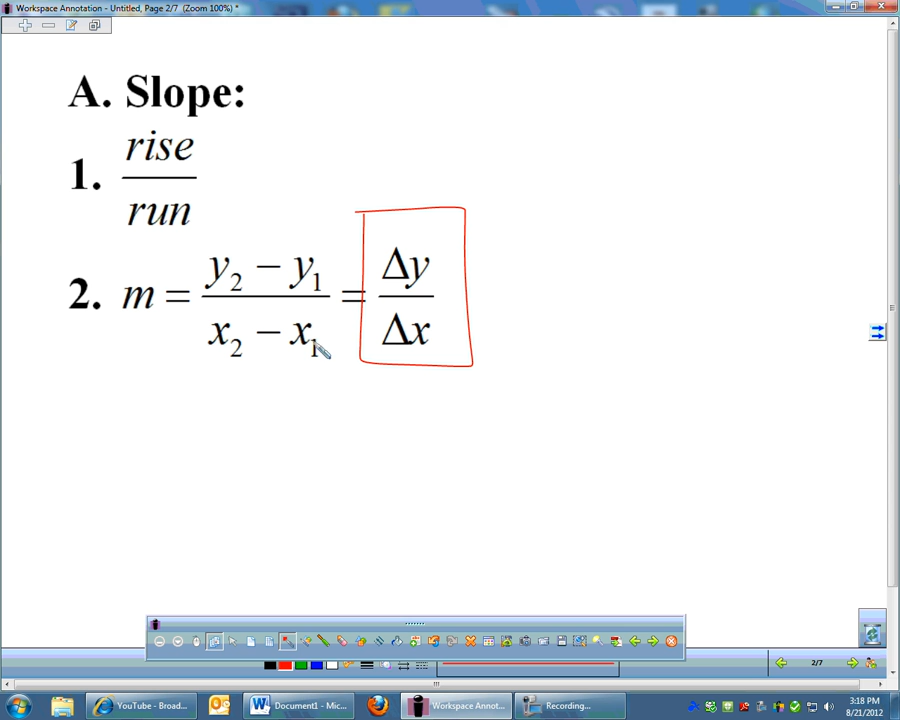 Workspace Annotation - Untitled, Page 2/7 (Zoom 100%) *
A. Slope:
1. rise
run
2. m = y₂ − y₁ / x₂ − x₁ = Δy / Δx
2/7
YouTube - Broad...
Document1 - Mic...
Workspace Annot...
Recording...
3:18 PM
8/21/2012